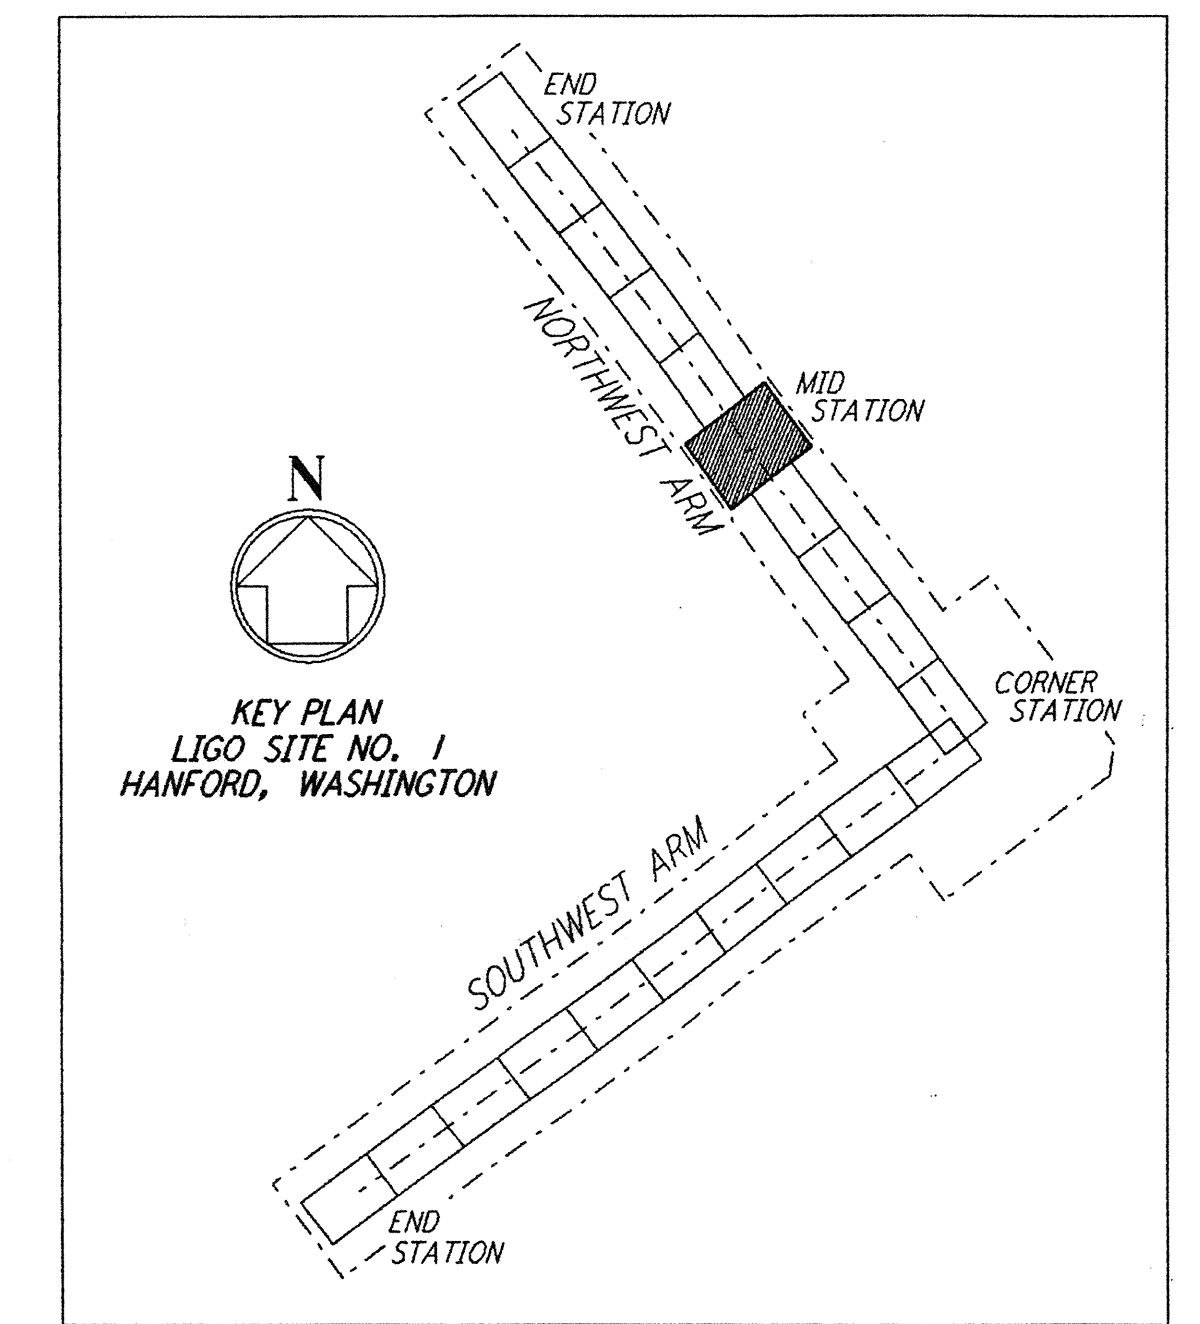 END
STATION
NORTHWEST ARM
MID
STATION
N
KEY PLAN
LIGO SITE NO. 1
HANFORD, WASHINGTON
CORNER
STATION
SOUTHWEST ARM
END
STATION